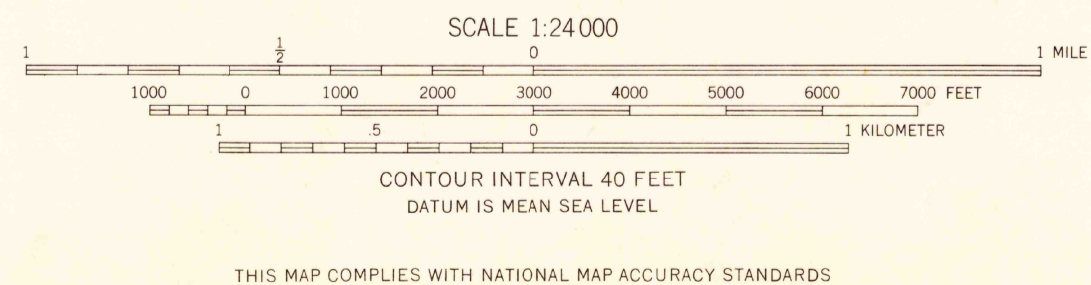 SCALE 1:24 000
1 1/2 0 1 MILE
1000 0 1000 2000 3000 4000 5000 6000 7000 FEET
1 .5 0 1 KILOMETER
CONTOUR INTERVAL 40 FEET
DATUM IS MEAN SEA LEVEL
THIS MAP COMPLIES WITH NATIONAL MAP ACCURACY STANDARDS